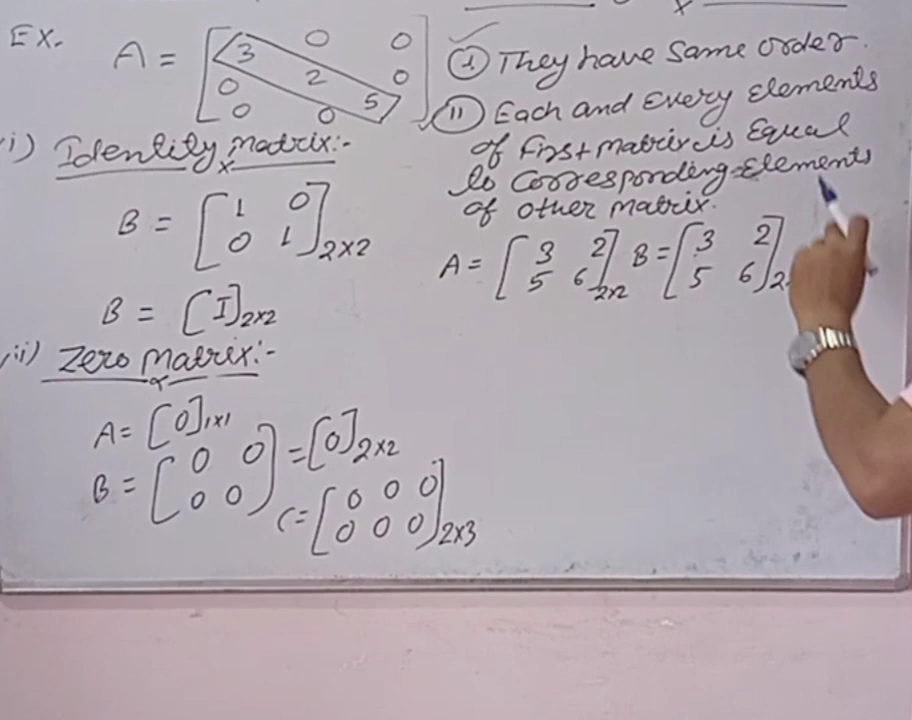 Ex. A = [ 3 0 0
0 2 0
0 0 5 ]
i) Identity matrix:-
B = [ 1 0
0 1 ]2×2
B = [I]2×2
ii) Zero Matrix:-
A = [0]1×1
B = [ 0 0
0 0 ] = [0]2×2
C = [ 0 0 0
0 0 0 ]2×3
(I) They have same order.
(II) Each and Every Elements
of First matrix is Equal
to Corresponding Elements
of other matrix.
A = [ 3 2
5 6 ]2×2 B = [ 3 2
5 6 ]2